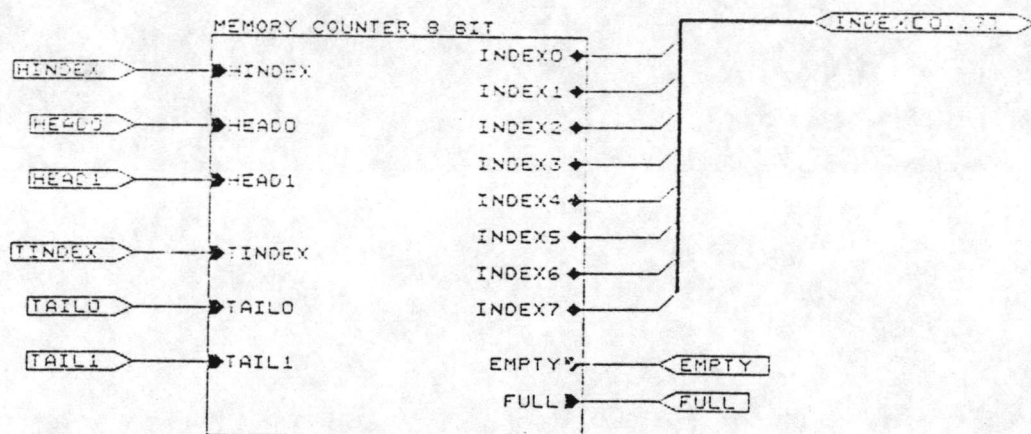 MEMORY COUNTER 8 BIT
INDEX[0..7]
INDEX0
HINDEX HINDEX
INDEX1
HEAD0 HEAD0 INDEX2
INDEX3
HEAD1 HEAD1
INDEX4
INDEX5
TINDEX TINDEX
INDEX6
TAIL0 TAIL0 INDEX7
TAIL1 TAIL1 EMPTY EMPTY
FULL FULL